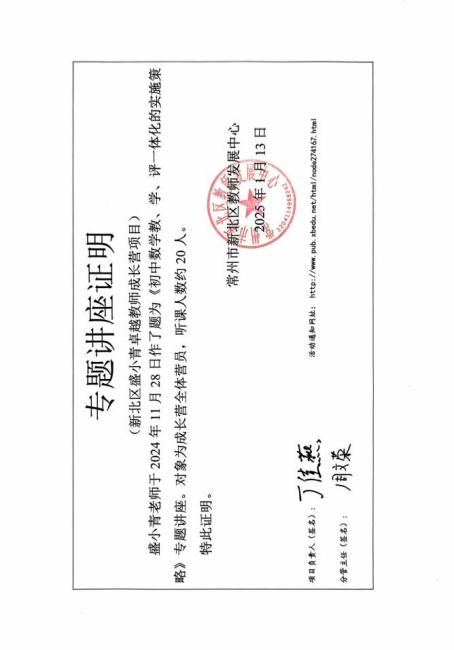 专题讲座证明
（新北区盛小青卓越教师成长营项目）
盛小青老师于 2024 年 11 月 28 日作了题为《初中数学教、学、评一体化的实施策
略》专题讲座。对象为成长营全体营员，听课人数约 20 人。
特此证明。
常州市新北区教师发展中心
2025 年 1 月 13 日
项目负责人（签名）：丁佳燕
分管主任（签名）：周文荣
活动通知网址：http://www.pub.xbedu.net/html/node274167.html